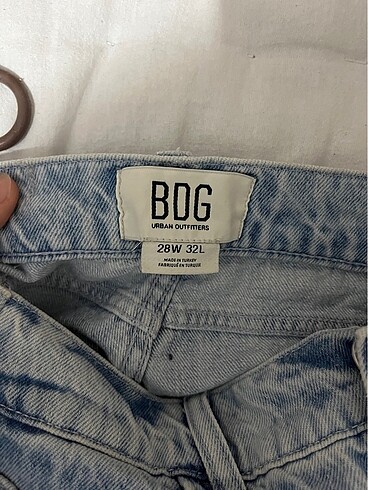 BDG
URBAN OUTFITTERS
28W 32L
MADE IN TURKEY
FABRIQUÉ EN TURQUIE